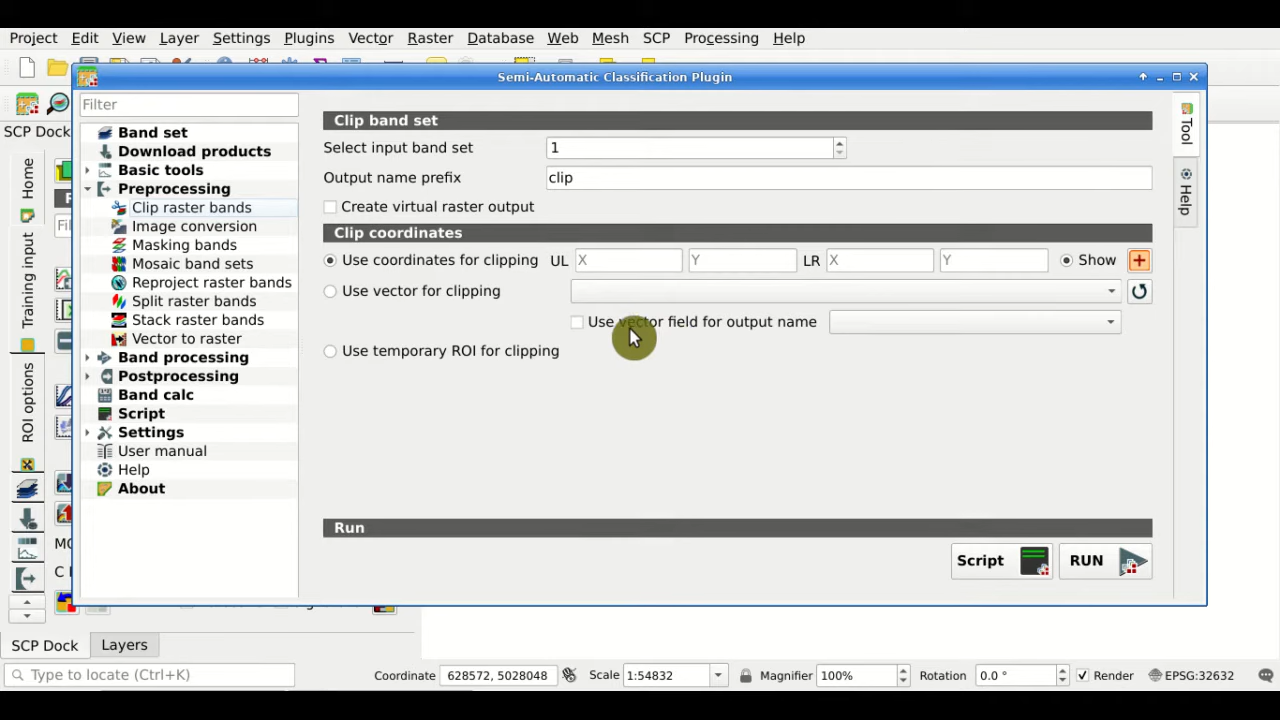 Project Edit View Layer Settings Plugins Vector Raster Database Web Mesh SCP Processing Help
Semi-Automatic Classification Plugin
SCP Dock
Home
Training input
ROI options
Filter
Band set
Download products
Basic tools
Preprocessing
Clip raster bands
Image conversion
Masking bands
Mosaic band sets
Reproject raster bands
Split raster bands
Stack raster bands
Vector to raster
Band processing
Postprocessing
Band calc
Script
Settings
User manual
Help
About
Clip band set
Select input band set 1
Output name prefix clip
Create virtual raster output
Clip coordinates
Use coordinates for clipping UL X Y LR X Y Show
Use vector for clipping
Use vector field for output name
Use temporary ROI for clipping
Run
Script RUN
Tool
Help
SCP Dock Layers
Type to locate (Ctrl+K) Coordinate 628572, 5028048 Scale 1:54832 Magnifier 100% Rotation 0.0 ° Render EPSG:32632